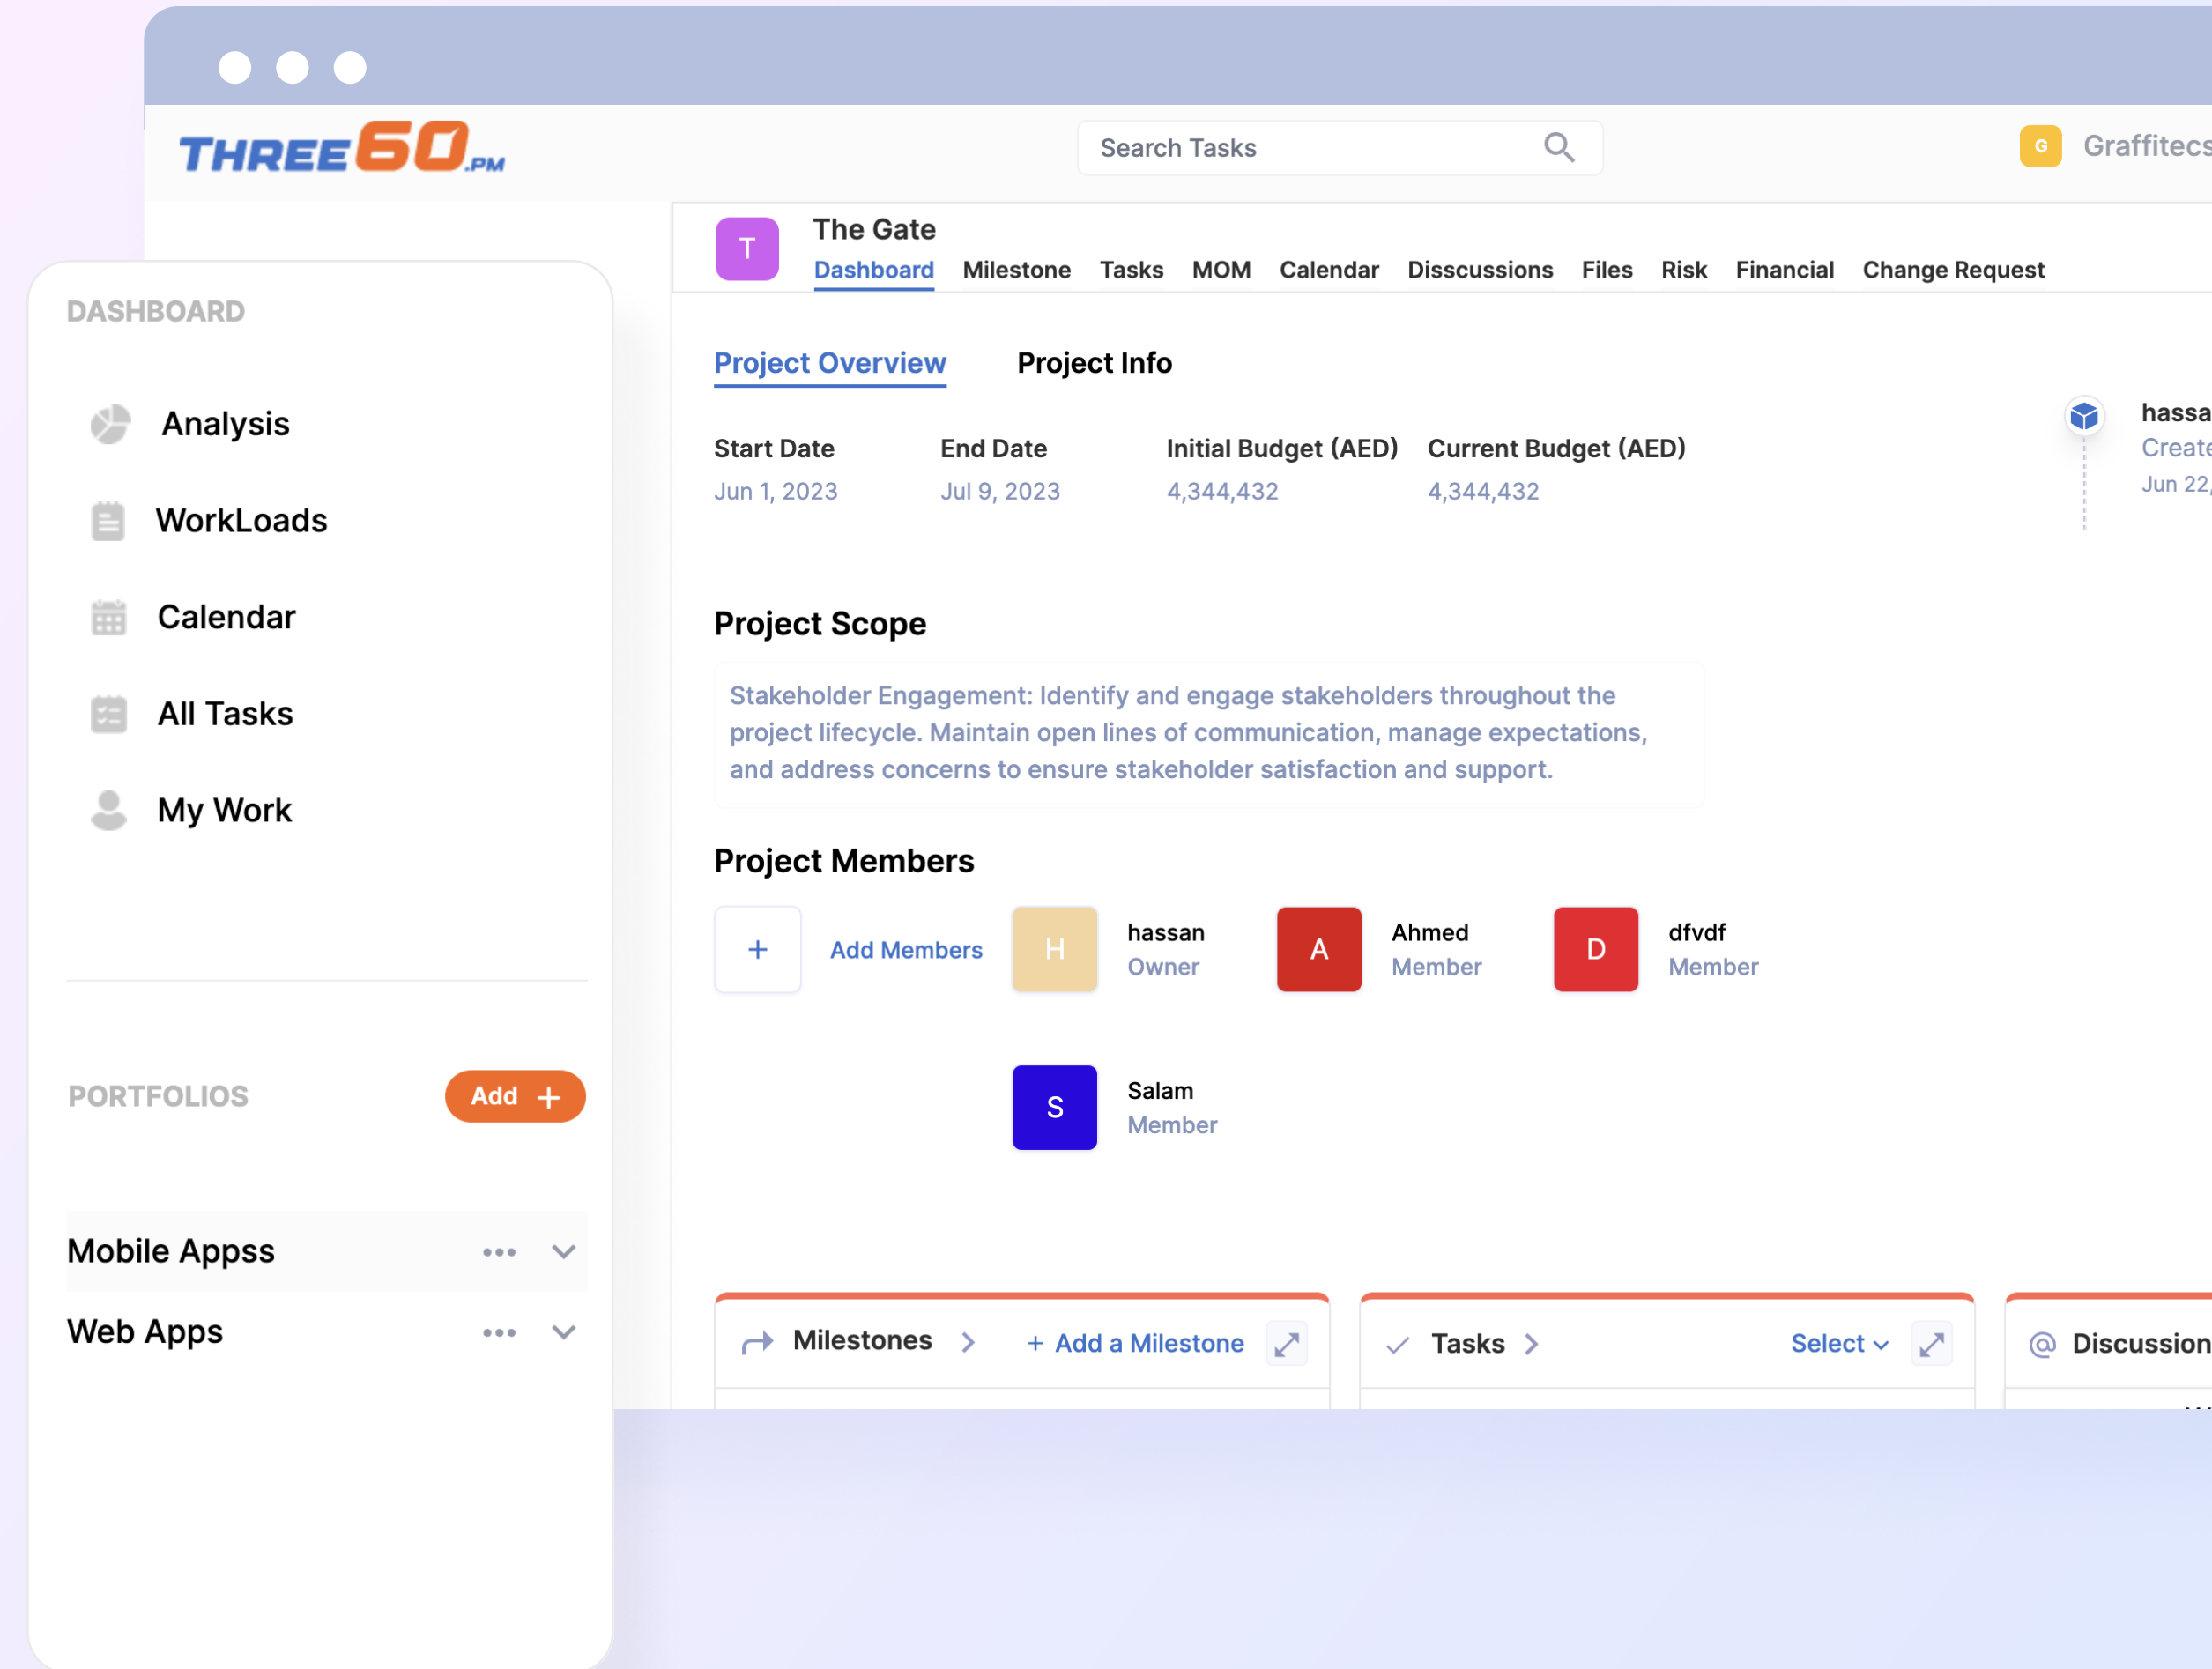 THREE60.PM
Search Tasks
G
T
The Gate
Dashboard Milestone Tasks MOM Calendar Disscussions Files Risk Financial Change Request
DASHBOARD
Analysis
WorkLoads
Calendar
All Tasks
My Work
PORTFOLIOS
Add +
Mobile Appss
Web Apps
Project Overview Project Info
Start Date End Date Initial Budget (AED) Current Budget (AED)
Jun 1, 2023 Jul 9, 2023 4,344,432 4,344,432
Jun 22,
Project Scope
Stakeholder Engagement: Identify and engage stakeholders throughout the
project lifecycle. Maintain open lines of communication, manage expectations,
and address concerns to ensure stakeholder satisfaction and support.
Project Members
+ Add Members
H
hassan
Owner
A
Ahmed
Member
D
dfvdf
Member
S
Salam
Member
Milestones
+ Add a Milestone
Tasks
Select
@ Discussion